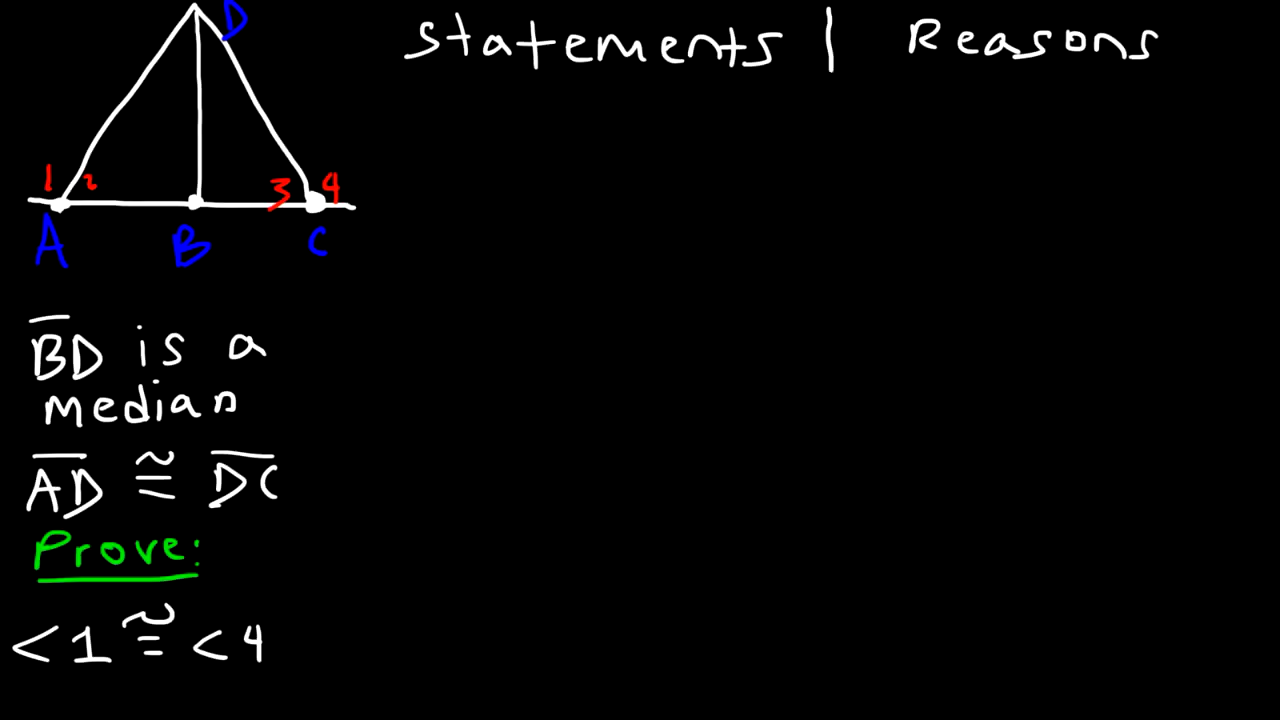 D
Statements | Reasons
1 2 3 4
A B C
BD is a
median
AD ≅ DC
Prove:
<1 ≅ <4